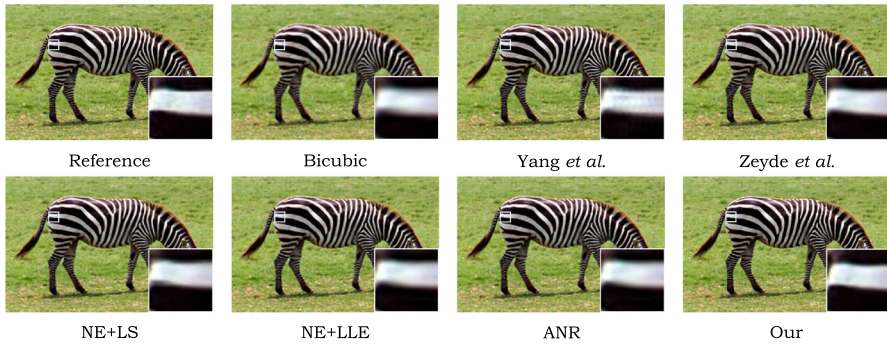 Reference
Bicubic
Yang et al.
Zeyde et al.
NE+LS
NE+LLE
ANR
Our